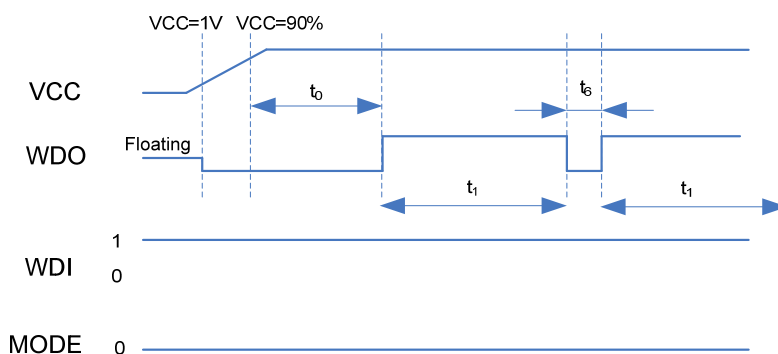 VCC=1V VCC=90%
VCC
t0
t6
Floating
WDO
t1
t1
1
WDI
0
MODE 0